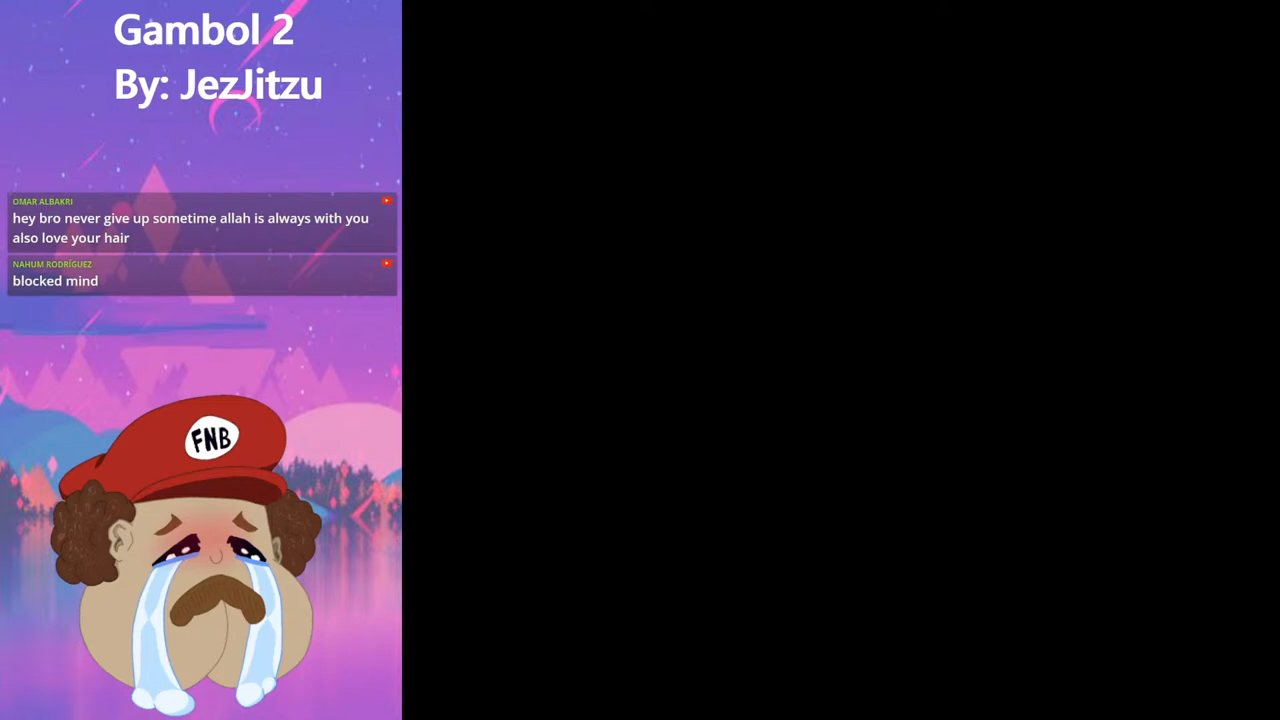 Gambol 2
By: JezJitzu
OMAR ALBAKRI
hey bro never give up sometime allah is always with you
also love your hair
NAHUM RODRÍGUEZ
blocked mind
FNB